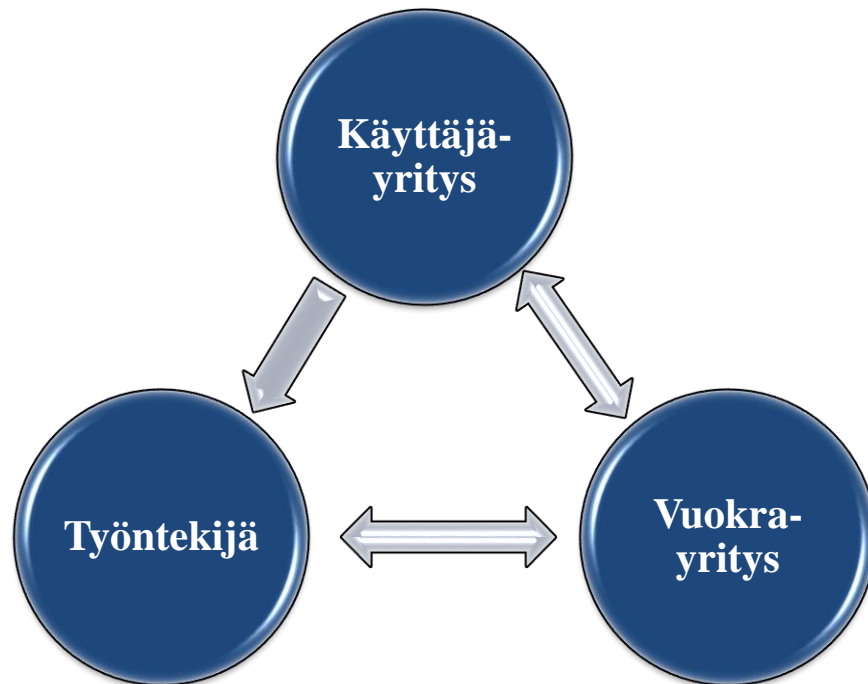 Käyttäjä-
yritys
Työntekijä
Vuokra-
yritys